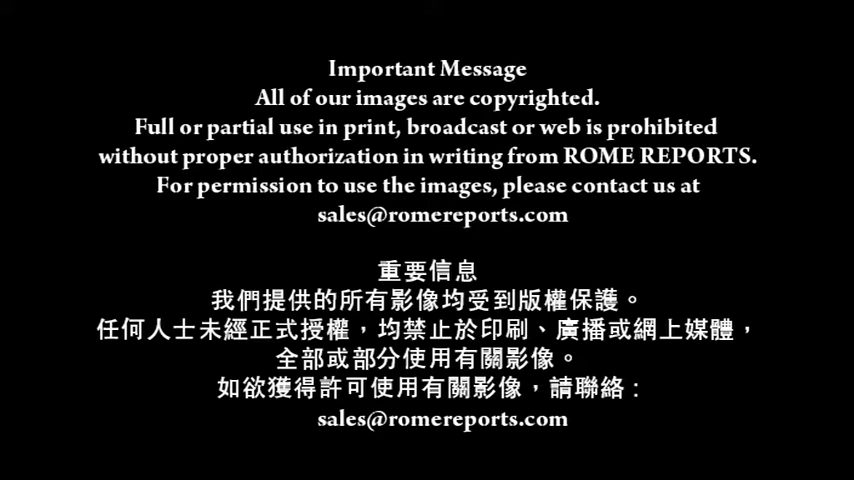 Important Message
All of our images are copyrighted.
Full or partial use in print, broadcast or web is prohibited
without proper authorization in writing from ROME REPORTS.
For permission to use the images, please contact us at
sales@romereports.com
重要信息
我們提供的所有影像均受到版權保護。
任何人士未經正式授權，均禁止於印刷、廣播或網上媒體，
全部或部分使用有關影像。
如欲獲得許可使用有關影像，請聯絡：
sales@romereports.com